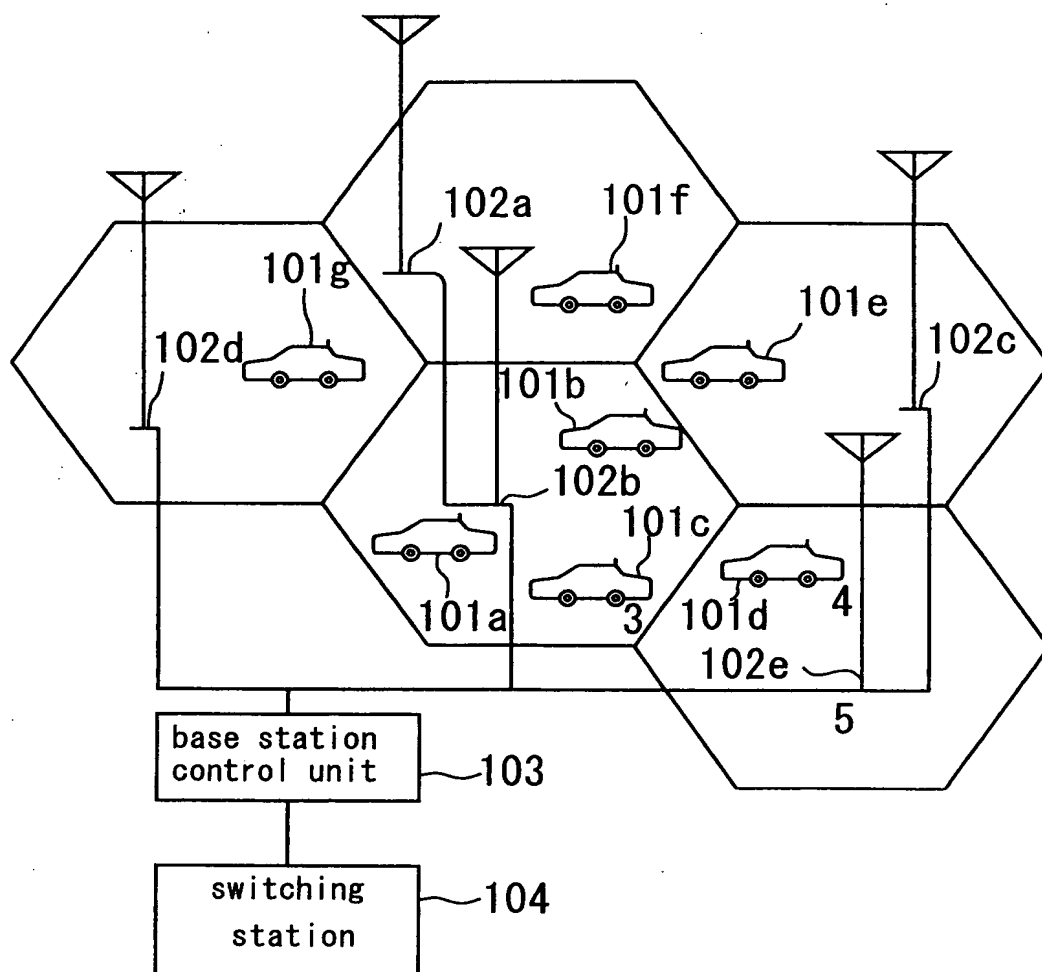 102a
101f
101g
101e
102d
102c
101b
102b
101c
101a
3
101d
4
102e
5
base station
control unit
103
switching
station
104